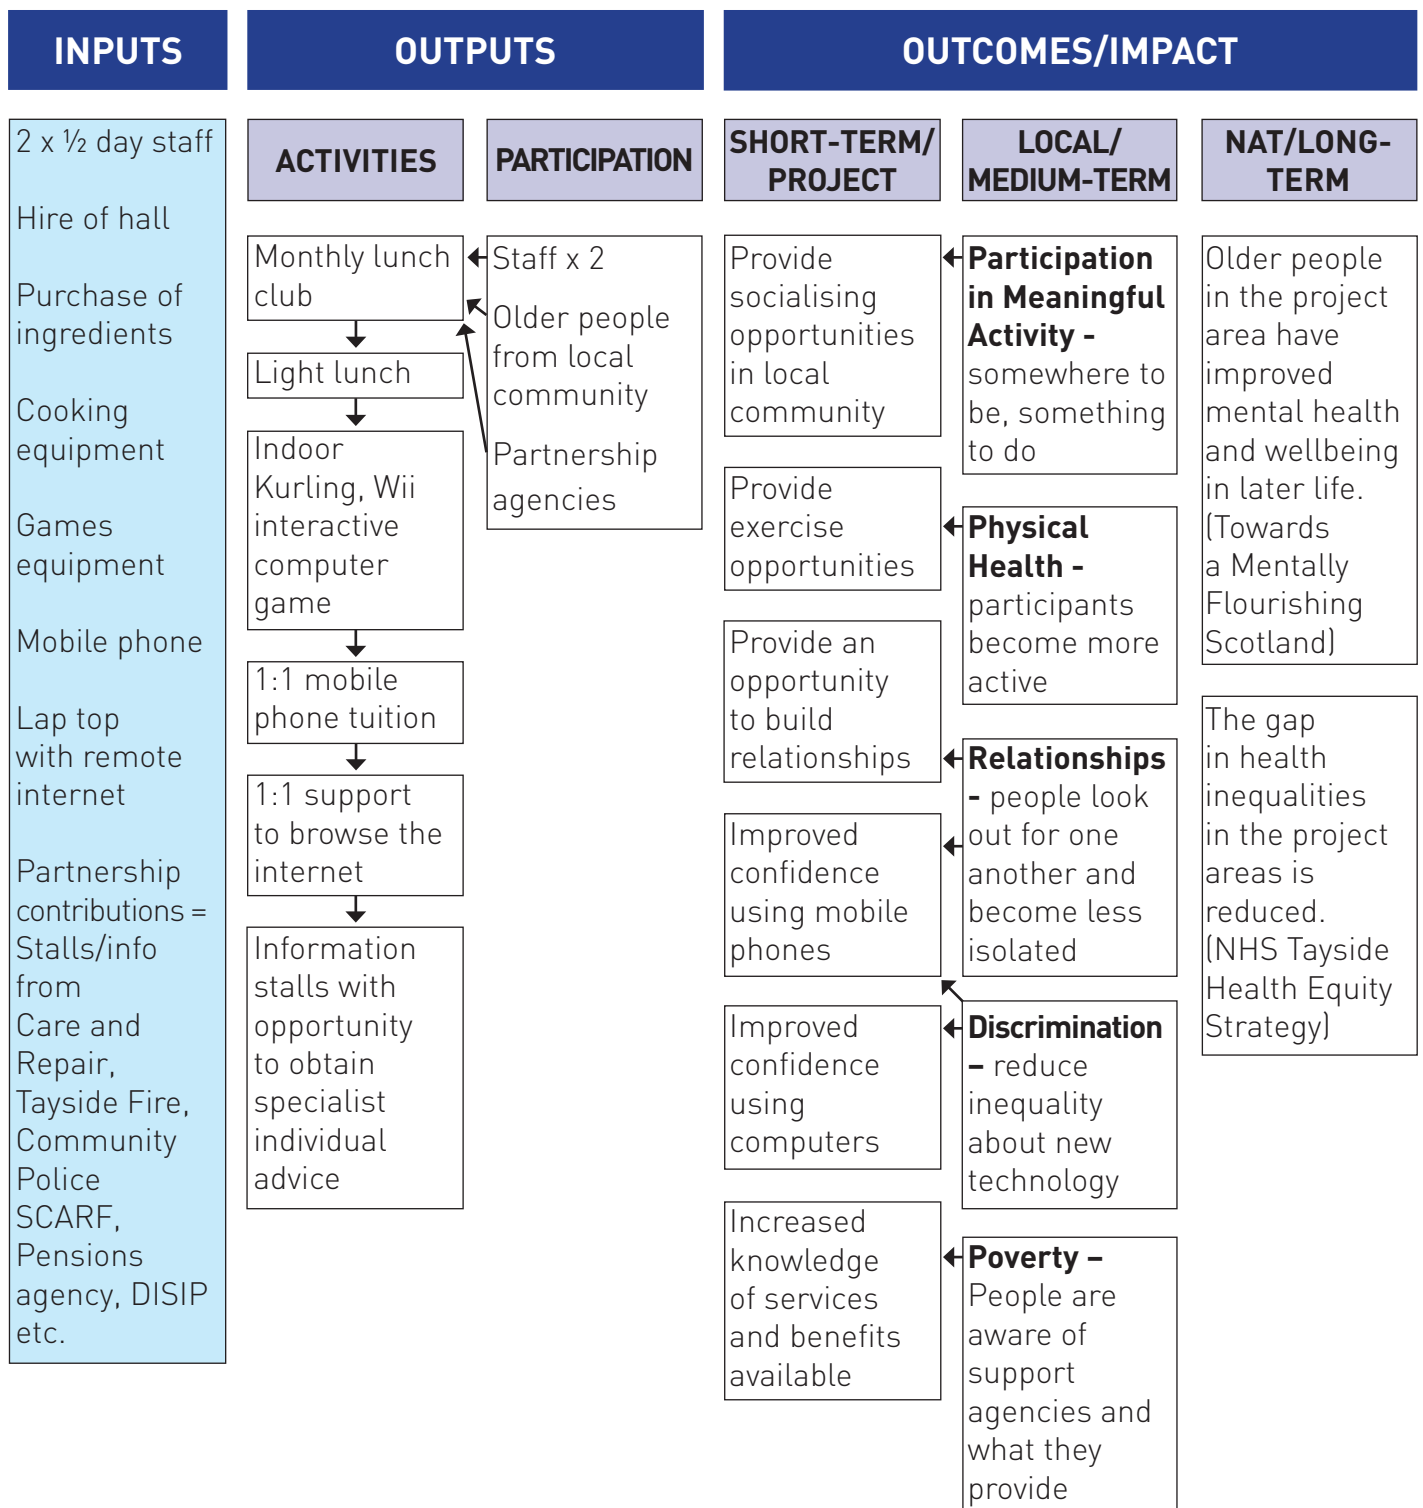 INPUTS
OUTPUTS
OUTCOMES/IMPACT
2 x ½ day staff
Hire of hall
Purchase of
ingredients
Cooking
equipment
Games
equipment
Mobile phone
Lap top
with remote
internet
Partnership
contributions =
Stalls/info
from
Care and
Repair,
Tayside Fire,
Community
Police
SCARF,
Pensions
agency, DISIP
etc.
ACTIVITIES
Monthly lunch
club
Light lunch
Indoor
Kurling, Wii
interactive
computer
game
1:1 mobile
phone tuition
1:1 support
to browse the
internet
Information
stalls with
opportunity
to obtain
specialist
individual
advice
PARTICIPATION
Staff x 2
Older people
from local
community
Partnership
agencies
SHORT-TERM/
PROJECT
Provide
socialising
opportunities
in local
community
Provide
exercise
opportunities
Provide an
opportunity
to build
relationships
Improved
confidence
using mobile
phones
Improved
confidence
using
computers
Increased
knowledge
of services
and benefits
available
LOCAL/
MEDIUM-TERM
Participation
in Meaningful
Activity -
somewhere to
be, something
to do
Physical
Health -
participants
become more
active
Relationships
- people look
out for one
another and
become less
isolated
Discrimination
– reduce
inequality
about new
technology
Poverty –
People are
aware of
support
agencies and
what they
provide
NAT/LONG-
TERM
Older people
in the project
area have
improved
mental health
and wellbeing
in later life.
(Towards
a Mentally
Flourishing
Scotland)
The gap
in health
inequalities
in the project
areas is
reduced.
(NHS Tayside
Health Equity
Strategy)